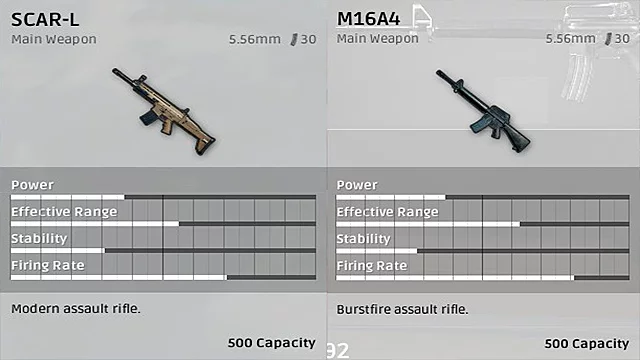 SCAR-L
Main Weapon 5.56mm 30
Power
Effective Range
Stability
Firing Rate
Modern assault rifle.
500 Capacity
M16A4
Main Weapon 5.56mm 30
Power
Effective Range
Stability
Firing Rate
Burstfire assault rifle.
500 Capacity
92